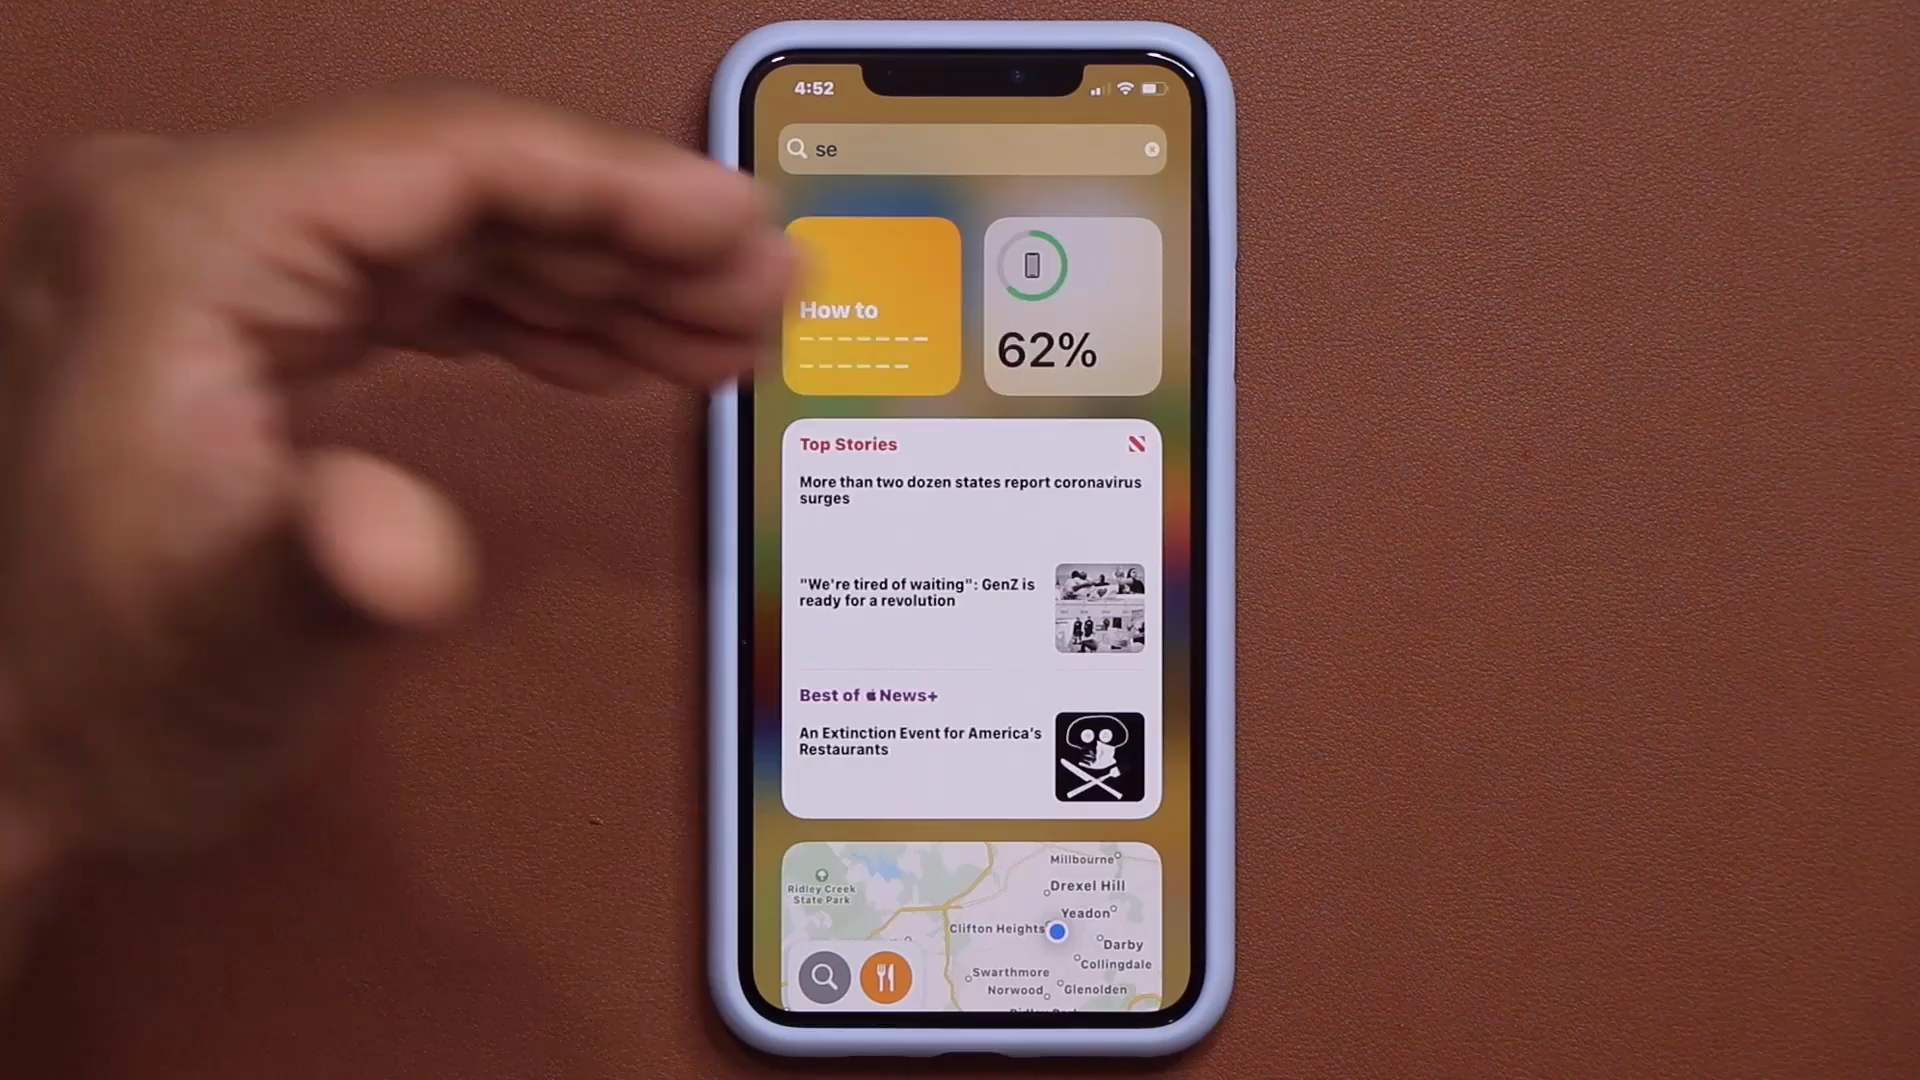 4:52
se
How to
62%
Top Stories
More than two dozen states report coronavirus
surges
"We're tired of waiting": GenZ is
ready for a revolution
Best of News+
An Extinction Event for America's
Restaurants
Millbourne
Ridley Creek
State Park
Drexel Hill
Yeadon
Clifton Heights
Darby
Collingdale
Swarthmore
Norwood
Glenolden